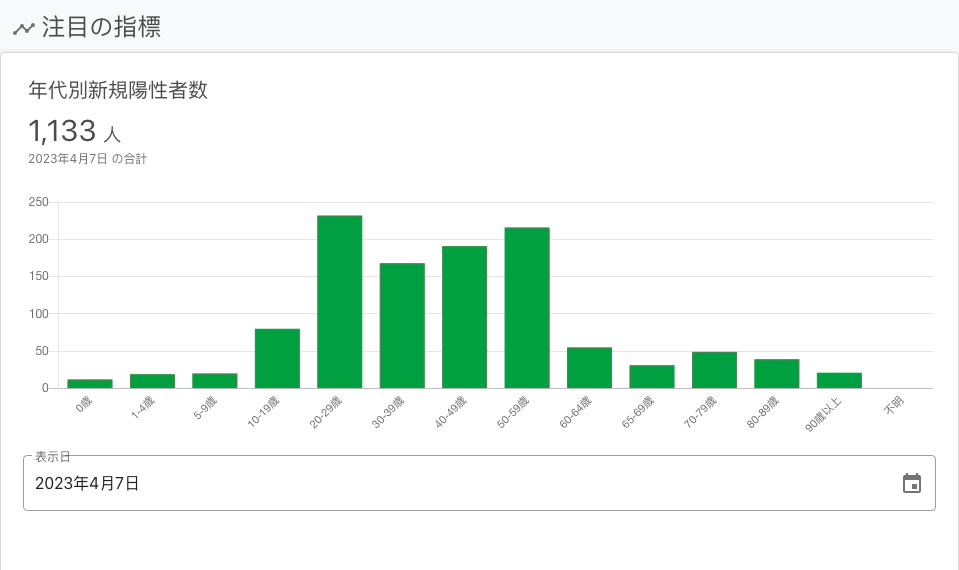 注目の指標
年代別新規陽性者数
1,133 人
2023年4月7日 の合計
250
200
150
100
50
0
0歳
1-4歳
5-9歳
10-19歳
20-29歳
30-39歳
40-49歳
50-59歳
60-64歳
65-69歳
70-79歳
80-89歳
90歳以上
不明
表示日
2023年4月7日